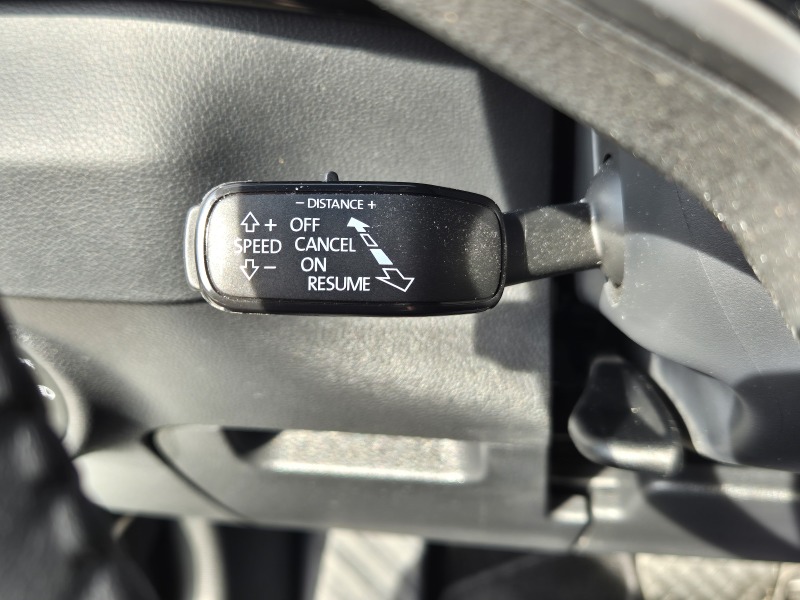 − DISTANCE +
+ OFF
SPEED CANCEL
− ON
RESUME